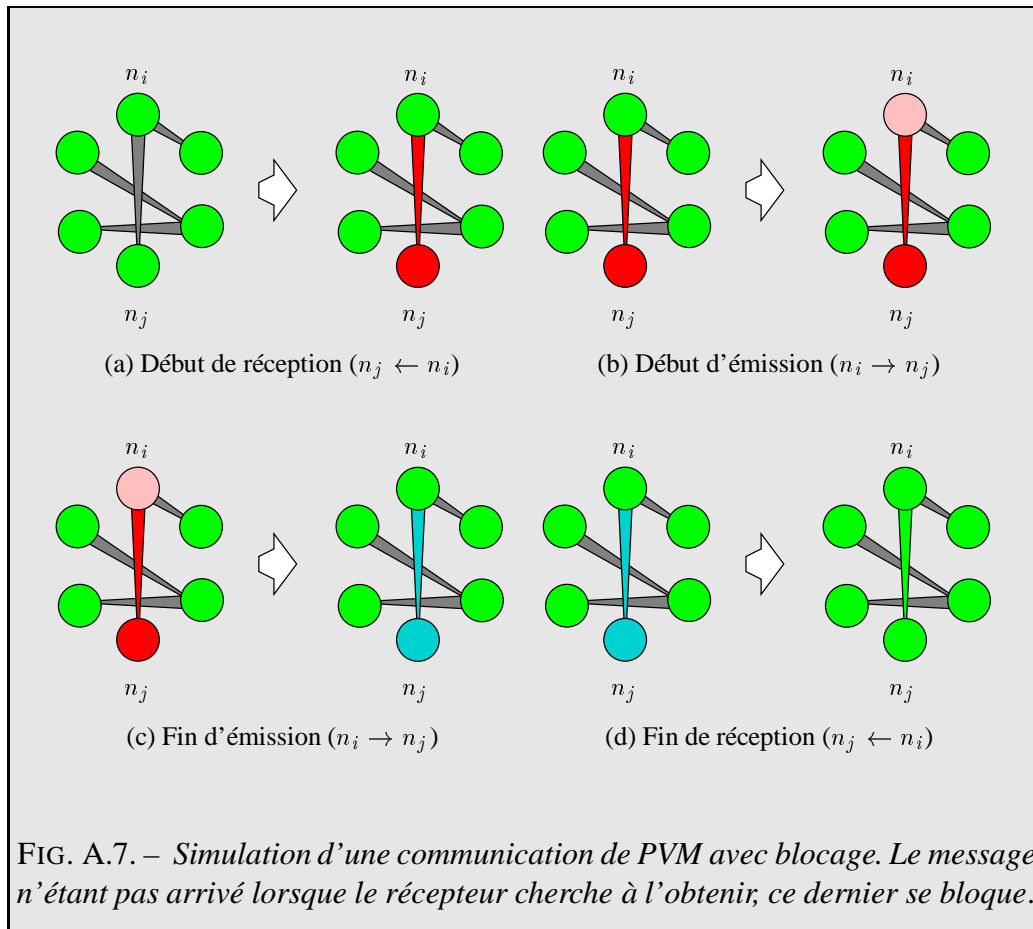 n_i n_i n_i n_i
n_j n_j n_j n_j
(a) Début de réception (n_j ← n_i) (b) Début d'émission (n_i → n_j)
n_i n_i n_i n_i
n_j n_j n_j n_j
(c) Fin d'émission (n_i → n_j) (d) Fin de réception (n_j ← n_i)
FIG. A.7. – Simulation d'une communication de PVM avec blocage. Le message
n'étant pas arrivé lorsque le récepteur cherche à l'obtenir, ce dernier se bloque.